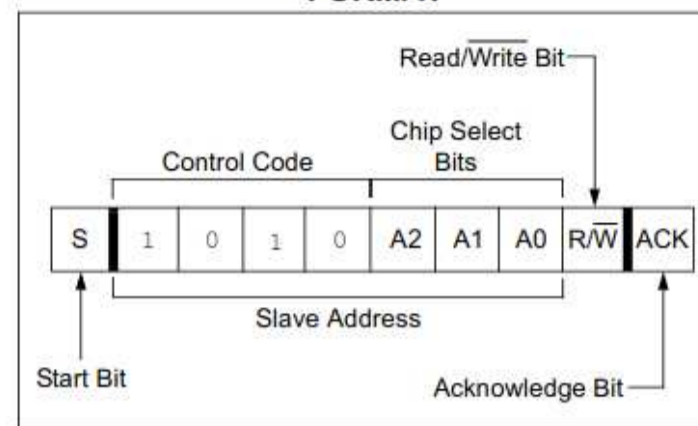 Read/Write Bit
Chip Select
Bits
Control Code
S 1 0 1 0 A2 A1 A0 R/W ACK
Slave Address
Start Bit
Acknowledge Bit